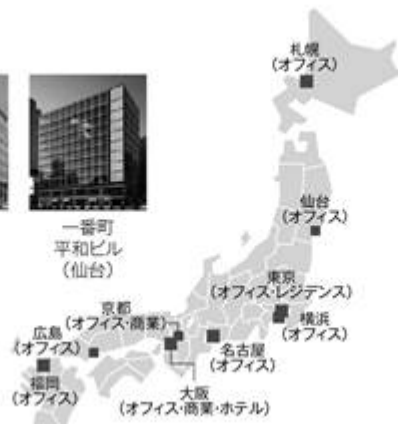 札幌
(オフィス)
一番町
平和ビル
(仙台)
仙台
(オフィス)
東京
(オフィス・レジデンス)
横浜
(オフィス)
京都
(オフィス・商業)
名古屋
(オフィス)
広島
(オフィス)
福岡
(オフィス)
大阪
(オフィス・商業・ホテル)